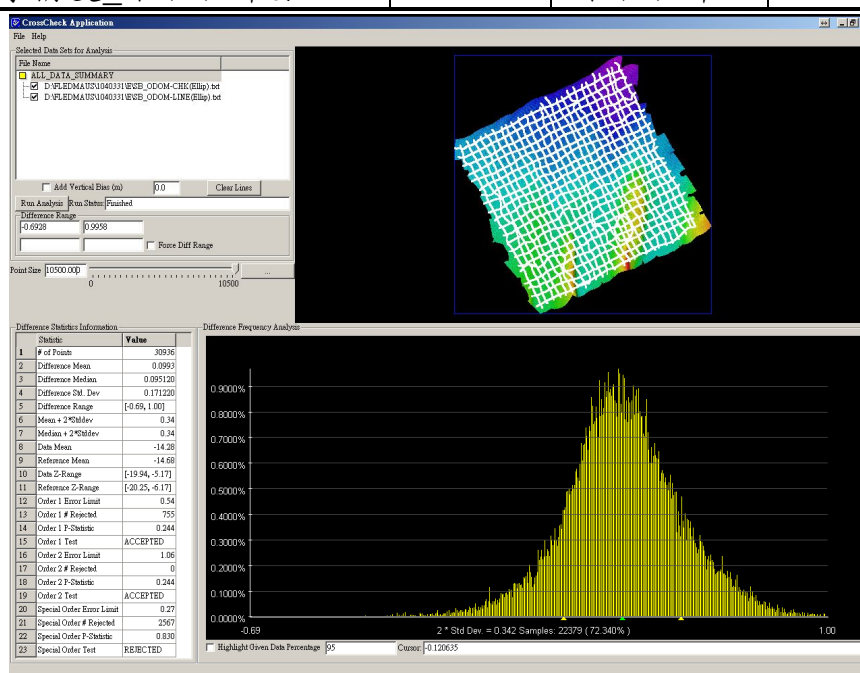 CrossCheck Application
File Help
Selected Data Sets for Analysis
File Name
ALL_DATA_SUMMARY
D:\FLEDMAUS\1040331\E\SB_ODOM-CHK(Ellip).txt
D:\FLEDMAUS\1040331\E\SB_ODOM-LINE(Ellip).txt
Add Vertical Bias (m) 0.0 Clear Lines
Run Analysis Run Status: Finished
Difference Range
-0.6928 0.9958
Force Diff Range
Point Size 10500.000 ...
0 10500
Difference Statistics Information
Statistic Value
1 # of Points 30936
2 Difference Mean 0.0993
3 Difference Median 0.095120
4 Difference Std. Dev 0.171220
5 Difference Range [-0.69, 1.00]
6 Mean + 2*Stddev 0.34
7 Median + 2*Stddev 0.34
8 Data Mean -14.28
9 Reference Mean -14.68
10 Data Z-Range [-19.94, -5.17]
11 Reference Z-Range [-20.25, -6.17]
12 Order 1 Error Limit 0.54
13 Order 1 # Rejected 755
14 Order 1 P-Statistic 0.244
15 Order 1 Test ACCEPTED
16 Order 2 Error Limit 1.06
17 Order 2 # Rejected 0
18 Order 2 P-Statistic 0.244
19 Order 2 Test ACCEPTED
20 Special Order Error Limit 0.27
21 Special Order # Rejected 2567
22 Special Order P-Statistic 0.830
23 Special Order Test REJECTED
Difference Frequency Analysis
0.9000%
0.8000%
0.7000%
0.6000%
0.5000%
0.4000%
0.3000%
0.2000%
0.1000%
0.0000%
-0.69 2 * Std Dev. = 0.342 Samples: 22379 ( 72.340% ) 1.00
Highlight Given Data Percentage 95 Cursor: -0.120635